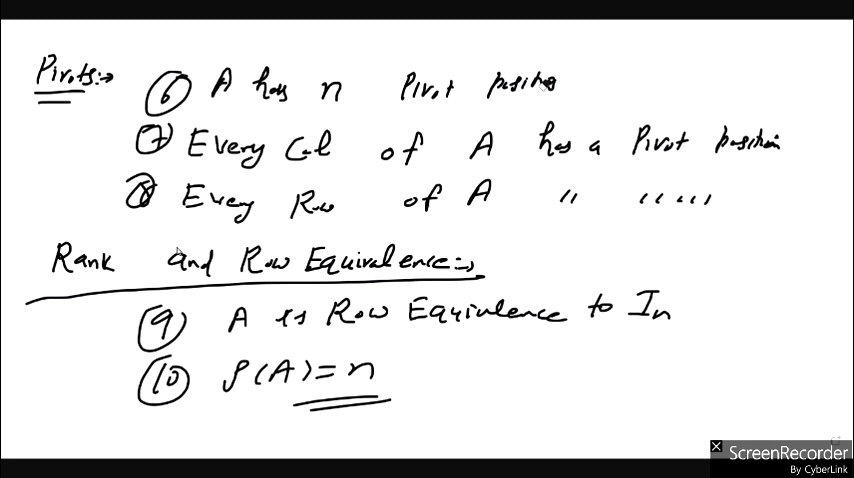 Pivots:→ ⑥ A has n Pivot position
⑦ Every Col of A has a Pivot position
⑧ Every Row of A " " " " "
Rank and Row Equivalence:→
⑨ A is Row Equivalence to In
⑩ ρ(A) = n
ScreenRecorder
By CyberLink